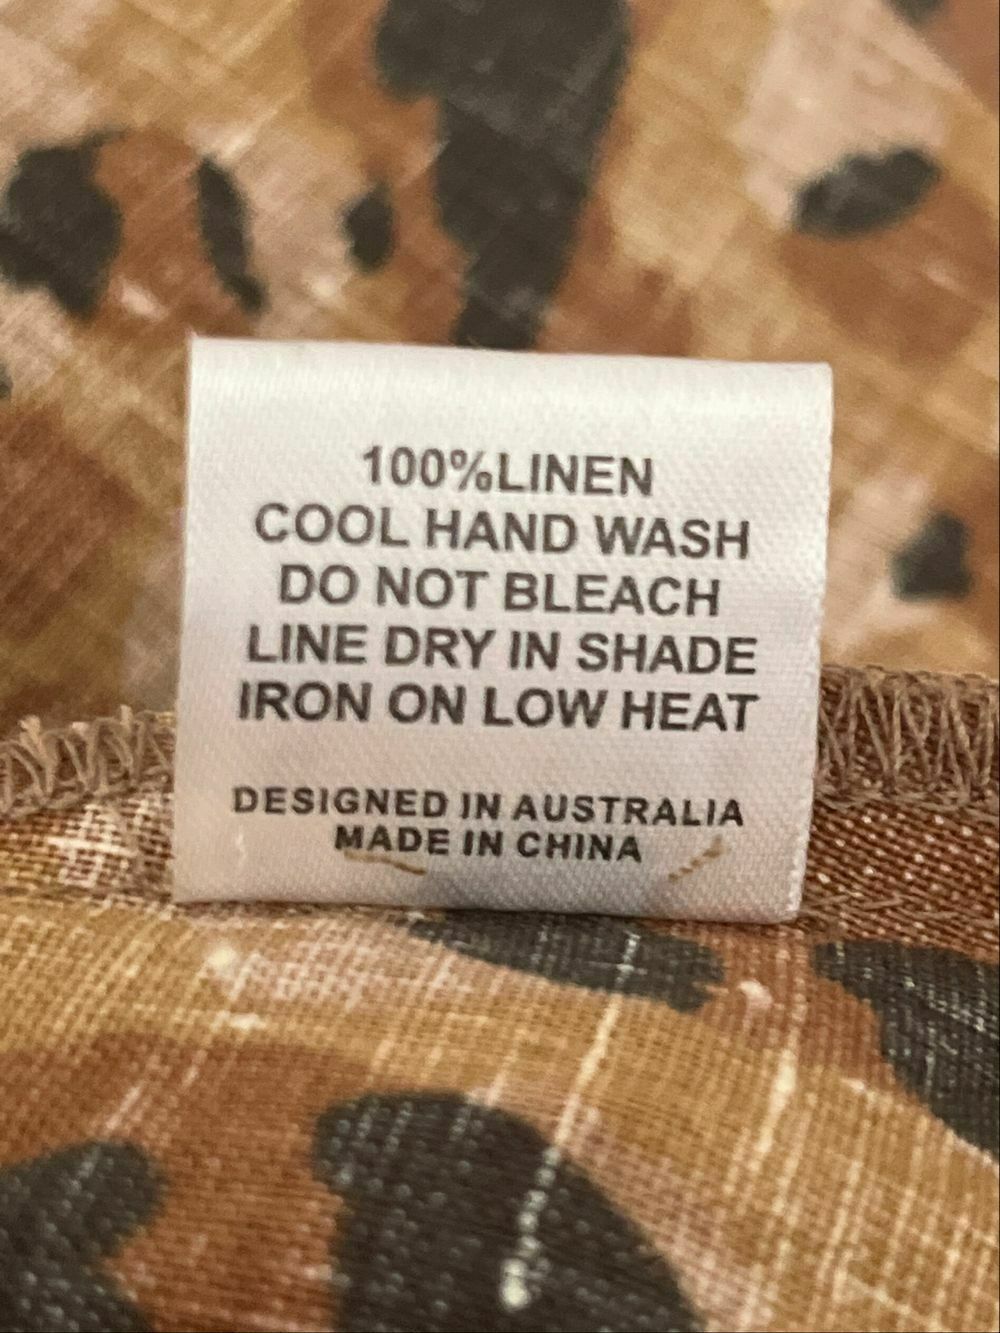 100%LINEN
COOL HAND WASH
DO NOT BLEACH
LINE DRY IN SHADE
IRON ON LOW HEAT
DESIGNED IN AUSTRALIA
MADE IN CHINA